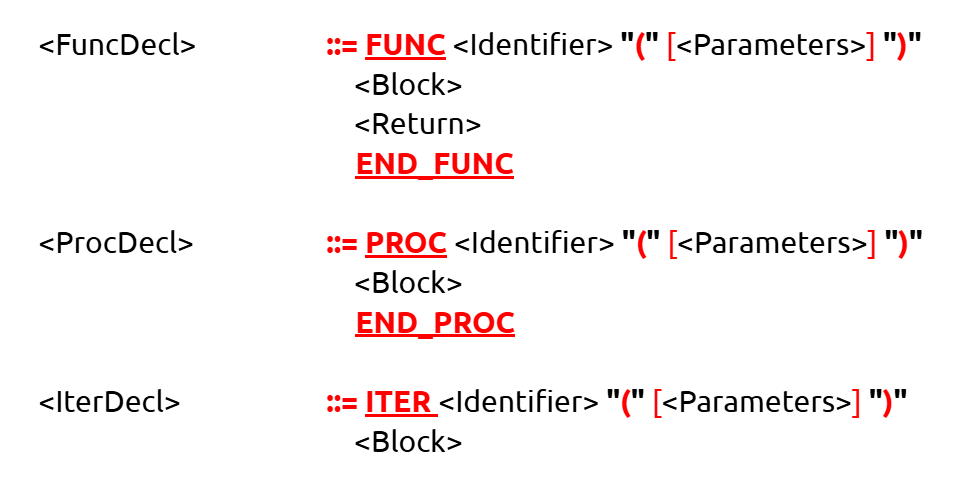 <FuncDecl> ::= FUNC <Identifier> "(" [<Parameters>] ")"
<Block>
<Return>
END_FUNC
<ProcDecl> ::= PROC <Identifier> "(" [<Parameters>] ")"
<Block>
END_PROC
<IterDecl> ::= ITER <Identifier> "(" [<Parameters>] ")"
<Block>